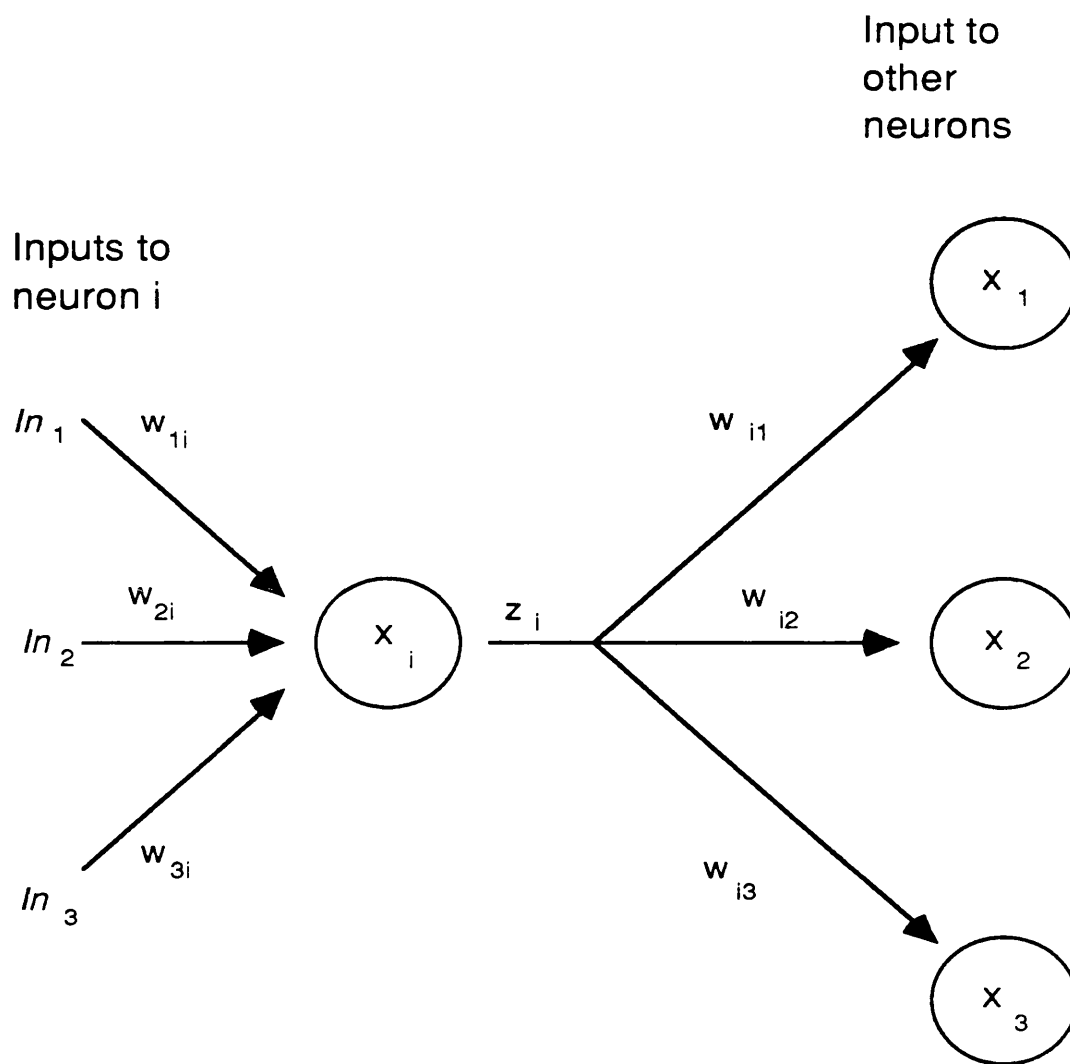 Input to
other
neurons
Inputs to
neuron i
x 1
In 1
w 1i
w i1
w 2i
In 2
x i
z i
w i2
x 2
w 3i
In 3
w i3
x 3